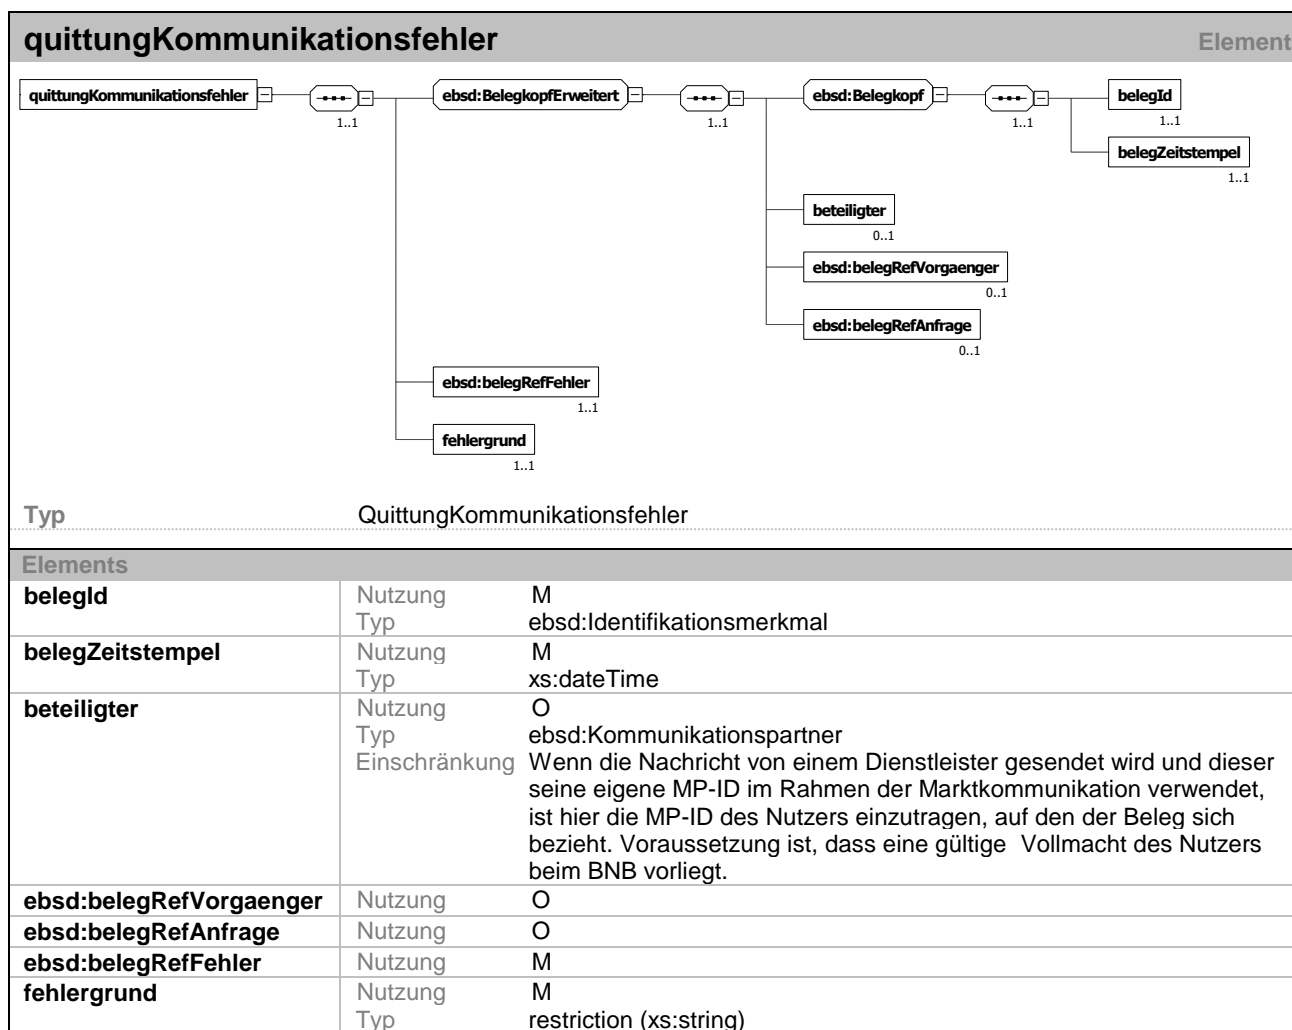 quittungKommunikationsfehler Element
quittungKommunikationsfehler ebsd:BelegkopfErweitert ebsd:Belegkopf belegId
1..1 1..1 1..1 1..1
belegZeitstempel
1..1
beteiligter
0..1
ebsd:belegRefVorgaenger
0..1
ebsd:belegRefAnfrage
0..1
ebsd:belegRefFehler
1..1
fehlergrund
1..1
Typ QuittungKommunikationsfehler
Elements
belegId Nutzung M
Typ ebsd:Identifikationsmerkmal
belegZeitstempel Nutzung M
Typ xs:dateTime
beteiligter Nutzung O
Typ ebsd:Kommunikationspartner
Einschränkung Wenn die Nachricht von einem Dienstleister gesendet wird und dieser
seine eigene MP-ID im Rahmen der Marktkommunikation verwendet,
ist hier die MP-ID des Nutzers einzutragen, auf den der Beleg sich
bezieht. Voraussetzung ist, dass eine gültige Vollmacht des Nutzers
beim BNB vorliegt.
ebsd:belegRefVorgaenger Nutzung O
ebsd:belegRefAnfrage Nutzung O
ebsd:belegRefFehler Nutzung M
fehlergrund Nutzung M
Typ restriction (xs:string)